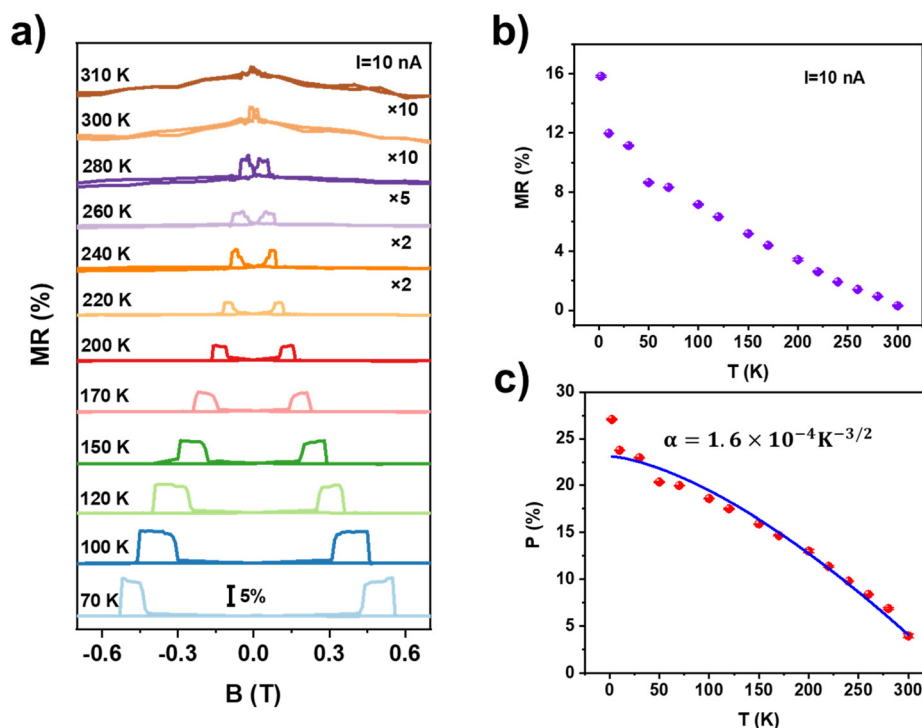 a)
I=10 nA
310 K
×10
300 K
×10
280 K
×5
260 K
×2
240 K
×2
220 K
200 K
170 K
150 K
120 K
100 K
70 K
5%
MR (%)
-0.6 -0.3 0.0 0.3 0.6
B (T)
b)
I=10 nA
16
12
8
4
0
MR (%)
0 50 100 150 200 250 300
T (K)
c)
α = 1.6 × 10⁻⁴K⁻³/²
30
25
20
15
10
5
0
P (%)
0 50 100 150 200 250 300
T (K)